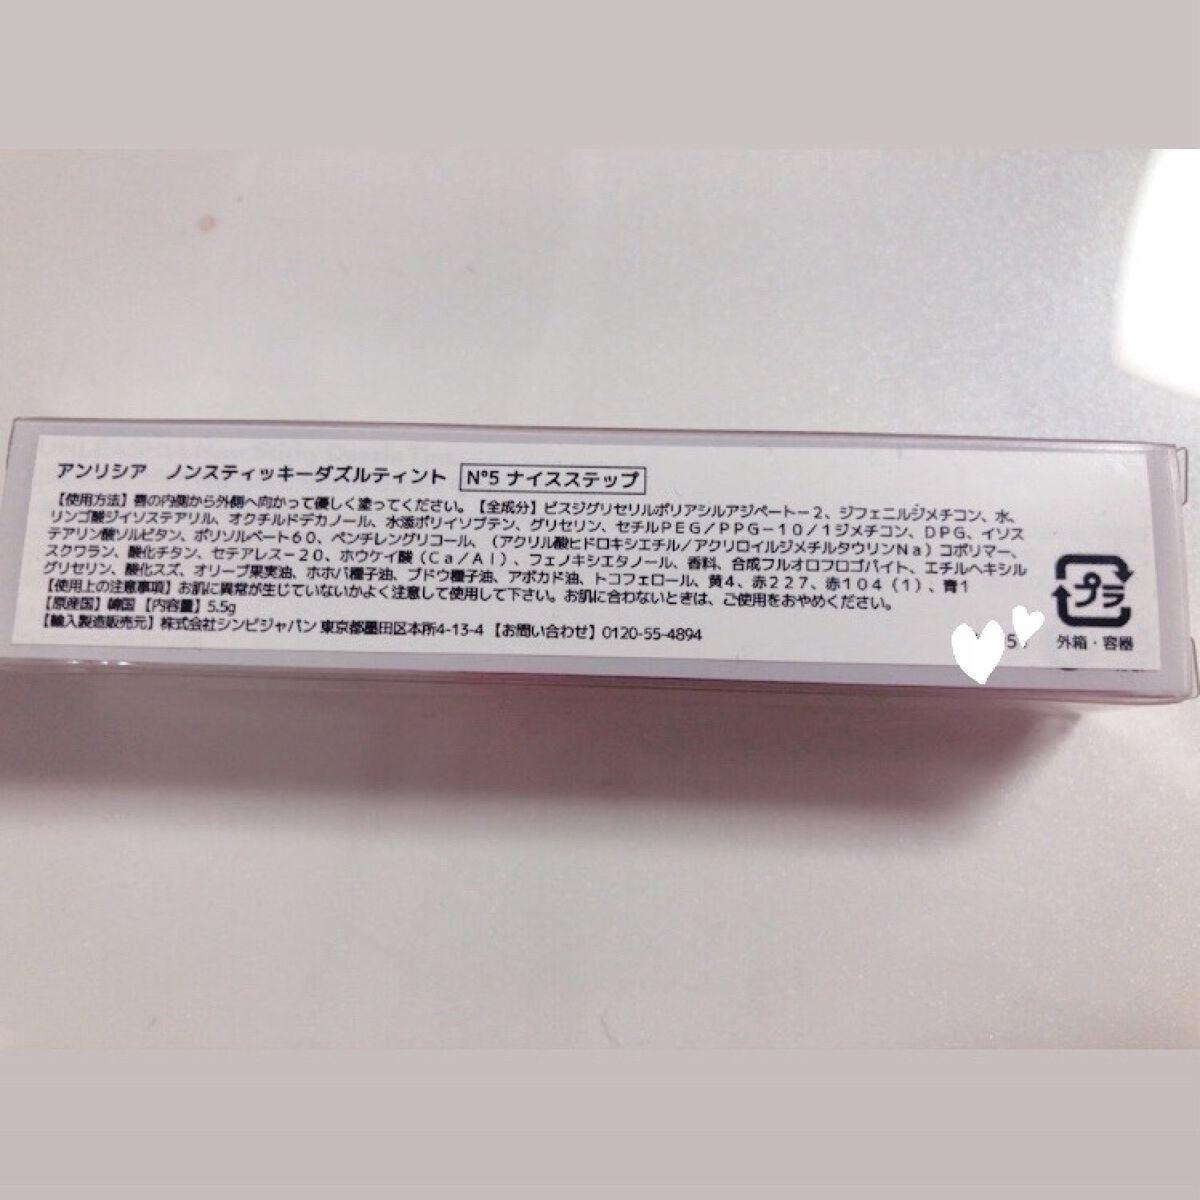 アンリシア ノンスティッキーダズルティント N°5 ナイスステップ
【使用方法】唇の内側から外側へ向かって優しく塗ってください。【全成分】ビスジグリセリルポリアシルアジペート－2、ジフェニルジメチコン、水、
リンゴ酸ジイソステアリル、オクチルドデカノール、水添ポリイソブテン、グリセリン、セチルPEG/PPG－10/1ジメチコン、DPG、イソス
テアリン酸ソルビタン、ポリソルベート60、ペンチレングリコール、（アクリル酸ヒドロキシエチル/アクリロイルジメチルタウリンNa）コポリマー、
スクワラン、酸化チタン、セテアレス－20、ホウケイ酸（Ca/Al）、フェノキシエタノール、香料、合成フルオロフロゴパイト、エチルヘキシル
グリセリン、酸化スズ、オリーブ果実油、ホホバ種子油、ブドウ種子油、アボカド油、トコフェロール、黄4、赤227、赤104（1）、青1
【使用上の注意事項】お肌に異常が生じていないかよく注意して使用して下さい。お肌に合わないときは、ご使用をおやめください。
【原産国】韓国【内容量】5.5g
【輸入製造販売元】株式会社シンビジャパン 東京都墨田区本所4-13-4【お問い合わせ】0120-55-4894
プラ
外箱・容器